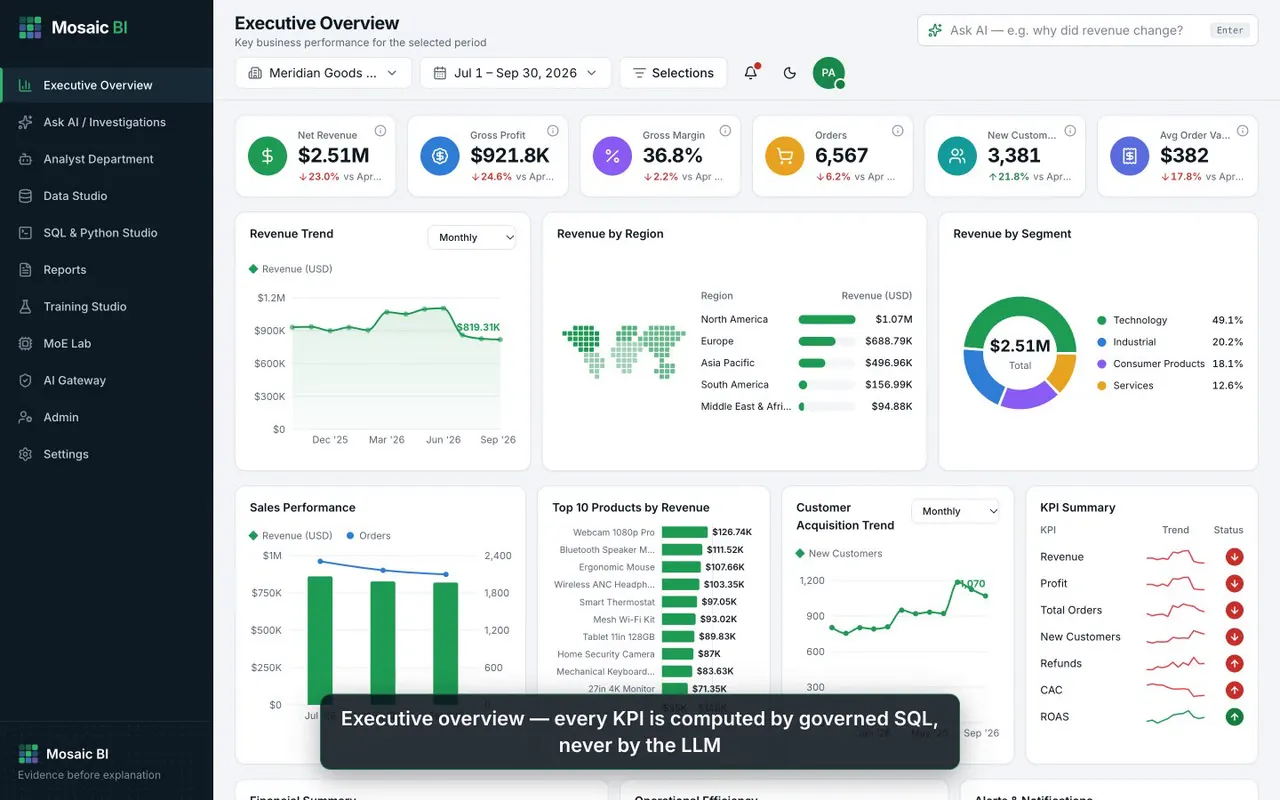 Mosaic BI
Executive Overview
Ask AI / Investigations
Analyst Department
Data Studio
SQL & Python Studio
Reports
Training Studio
MoE Lab
AI Gateway
Admin
Settings
Mosaic BI
Evidence before explanation
Executive Overview
Key business performance for the selected period
Ask AI — e.g. why did revenue change?
Enter
Meridian Goods ...
Jul 1 – Sep 30, 2026
Selections
PA
Net Revenue
$2.51M
↓23.0% vs Apr...
Gross Profit
$921.8K
↓24.6% vs Apr...
Gross Margin
36.8%
↓2.2% vs Apr ...
Orders
6,567
↓6.2% vs Apr ...
New Custom...
3,381
↑21.8% vs Apr...
Avg Order Va...
$382
↓17.8% vs Apr...
Revenue Trend
Monthly
Revenue (USD)
$1.2M
$900K
$600K
$300K
$0
$819.31K
Dec '25 Mar '26 Jun '26 Sep '26
Revenue by Region
Region Revenue (USD)
North America $1.07M
Europe $688.79K
Asia Pacific $496.96K
South America $156.99K
Middle East & Afri... $94.88K
Revenue by Segment
$2.51M
Total
Technology 49.1%
Industrial 20.2%
Consumer Products 18.1%
Services 12.6%
Sales Performance
Revenue (USD) Orders
$1M 2,400
$750K 1,800
$500K 1,200
$250K 600
$0 0
Jul
Top 10 Products by Revenue
Webcam 1080p Pro $126.74K
Bluetooth Speaker M... $111.52K
Ergonomic Mouse $107.66K
Wireless ANC Headph... $103.35K
Smart Thermostat $97.05K
Mesh Wi-Fi Kit $93.02K
Tablet 11in 128GB $89.83K
Home Security Camera $87K
Mechanical Keyboard... $83.63K
27in 4K Monitor $71.35K
Customer
Acquisition Trend
Monthly
New Customers
1,200
900
600
300
1,070
Sep '26
KPI Summary
KPI Trend Status
Revenue
Profit
Total Orders
New Customers
Refunds
CAC
ROAS
Executive overview — every KPI is computed by governed SQL,
never by the LLM
Financial Summary
Operational Efficiency
Alerts & Notifications